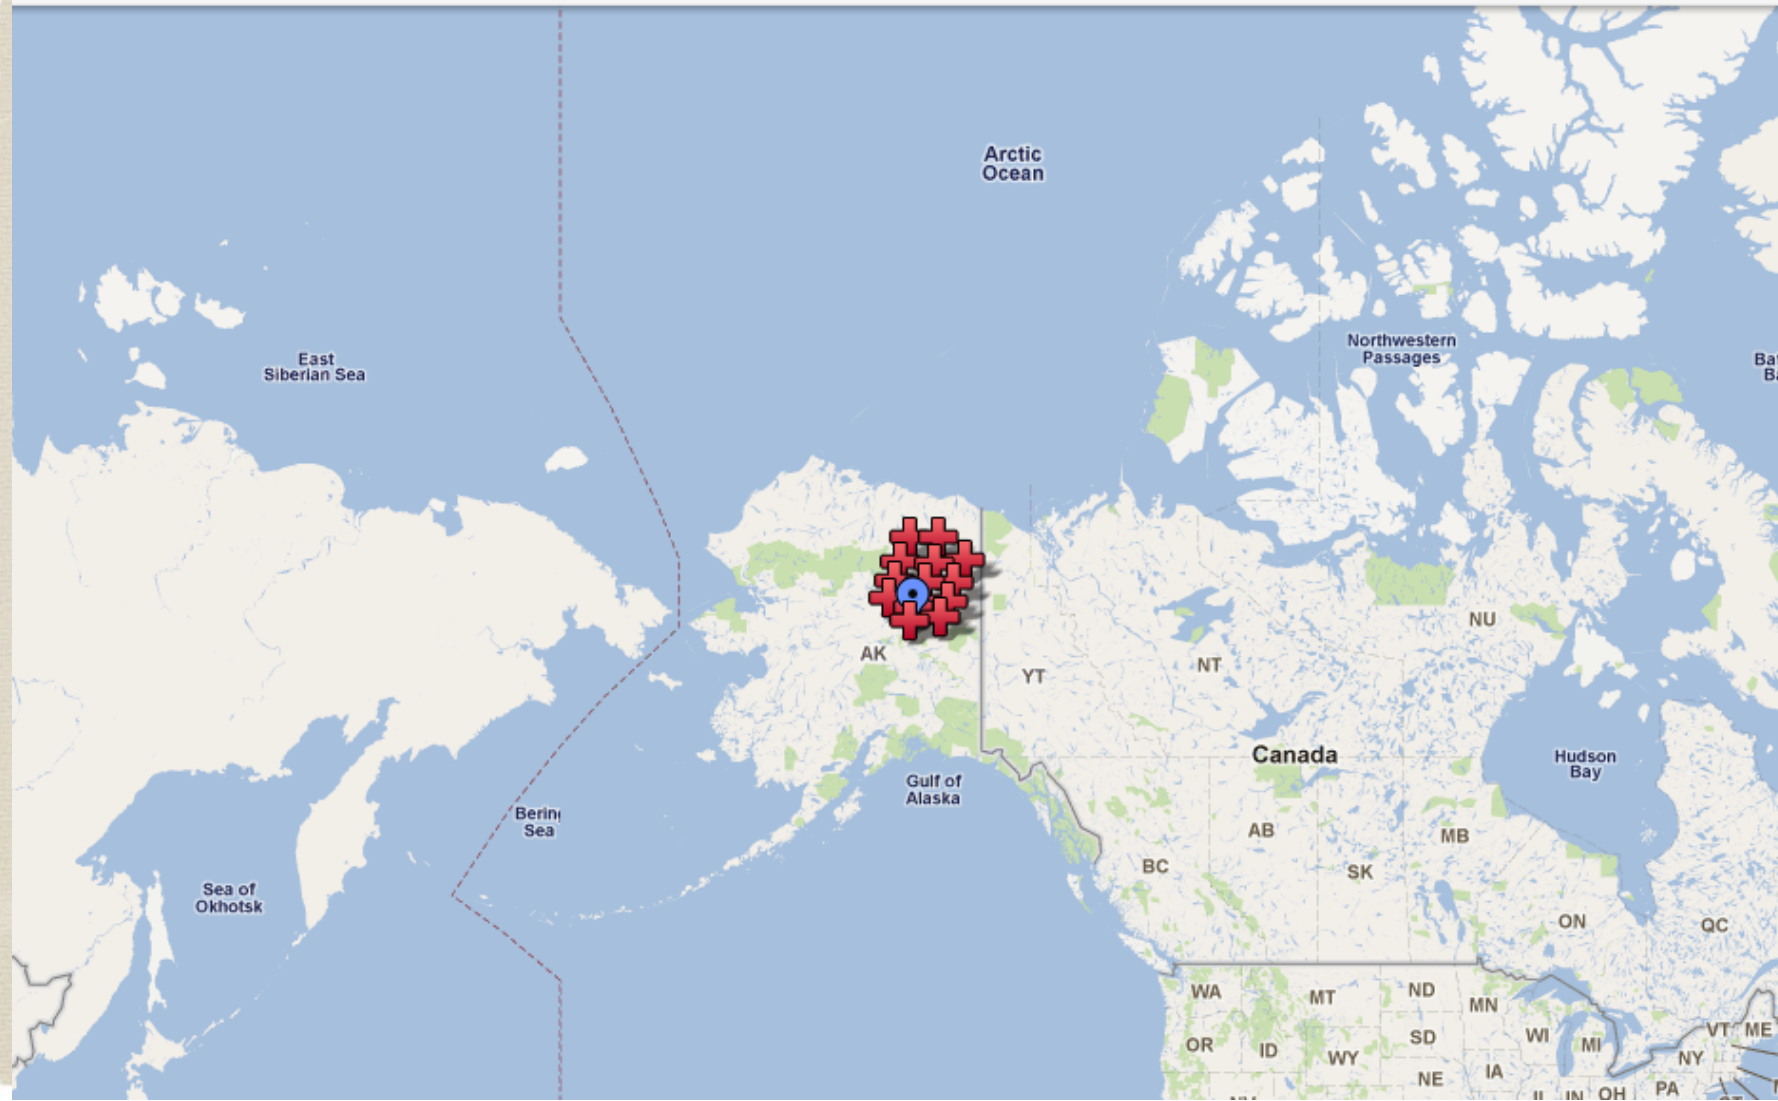 Arctic
Ocean
East
Siberian Sea
Northwestern
Passages
NU
AK
YT
NT
Canada
Hudson
Bay
Gulf of
Alaska
Sea
AB
MB
BC
SK
Sea of
Okhotsk
ON
QC
WA
MT
ND
MN
OR
ID
WY
SD
WI
MI
VT
ME
NY
NE
IA
PA
OH